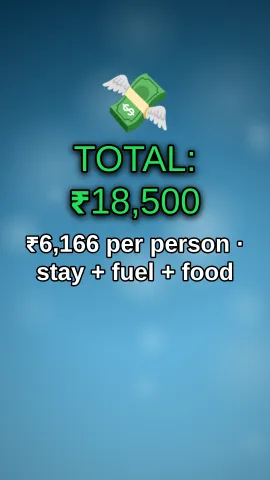 TOTAL:
₹18,500
₹6,166 per person ·
stay + fuel + food